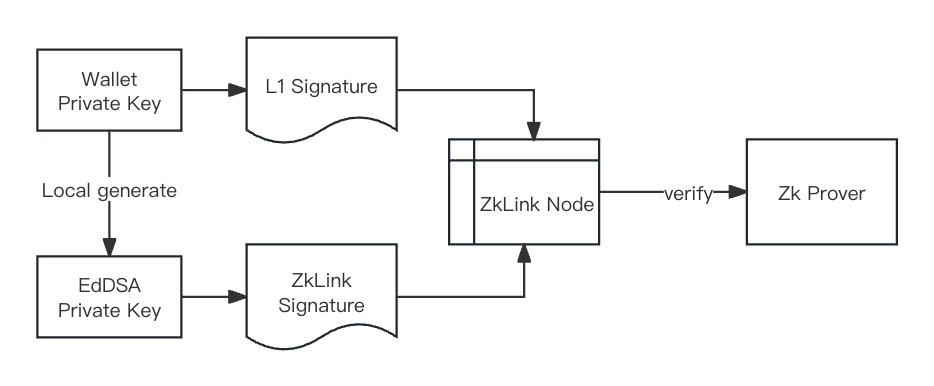 Wallet
Private Key
L1 Signature
Local generate
ZkLink Node
verify
Zk Prover
EdDSA
Private Key
ZkLink
Signature